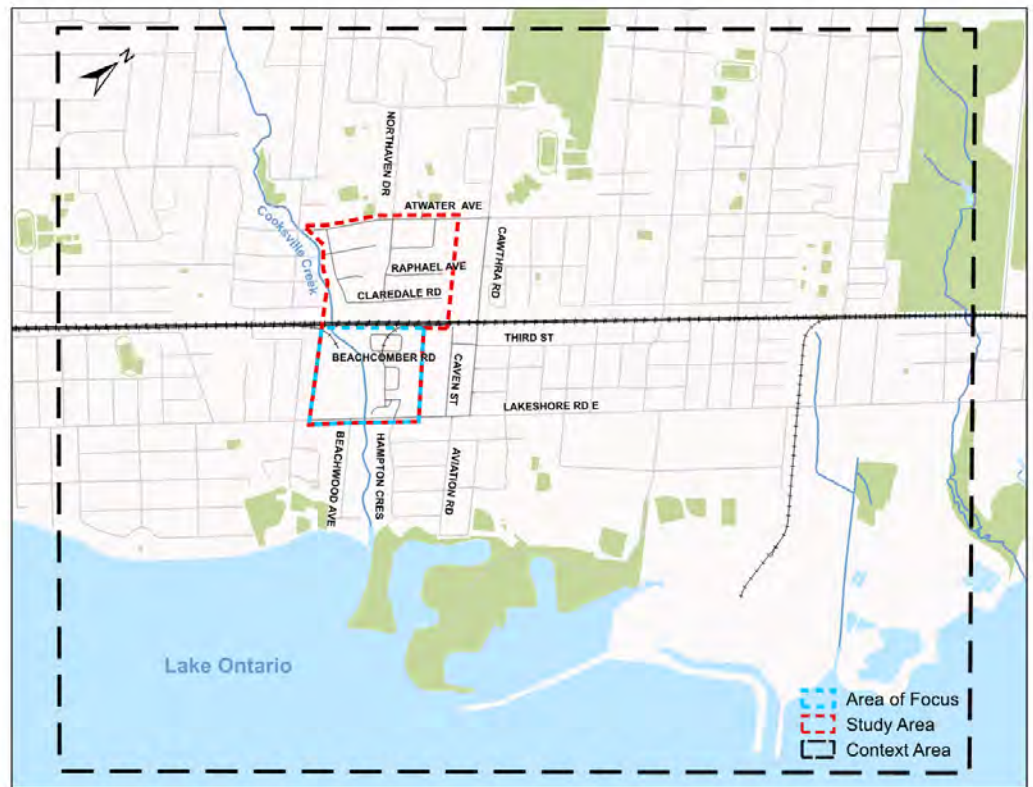 N
NORTHAVEN DR
ATWATER AVE
Cooksville Creek
CAWTHRA RD
RAPHAEL AVE
CLAREDALE RD
THIRD ST
BEACHCOMBER RD
CAVEN ST
LAKESHORE RD E
BEACHWOOD AVE
HAMPTON CRES
AVIATION RD
Lake Ontario
Area of Focus
Study Area
Context Area